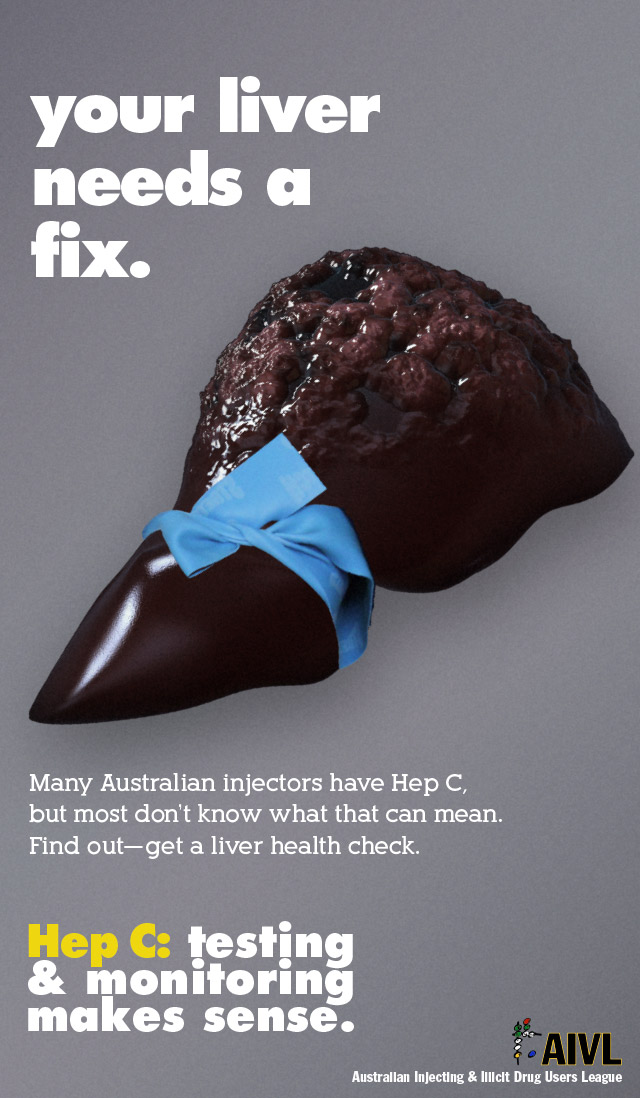 your liver
needs a
fix.
Many Australian injectors have Hep C,
but most don't know what that can mean.
Find out—get a liver health check.
Hep C: testing
& monitoring
makes sense.
AIVL
Australian Injecting & Illicit Drug Users League